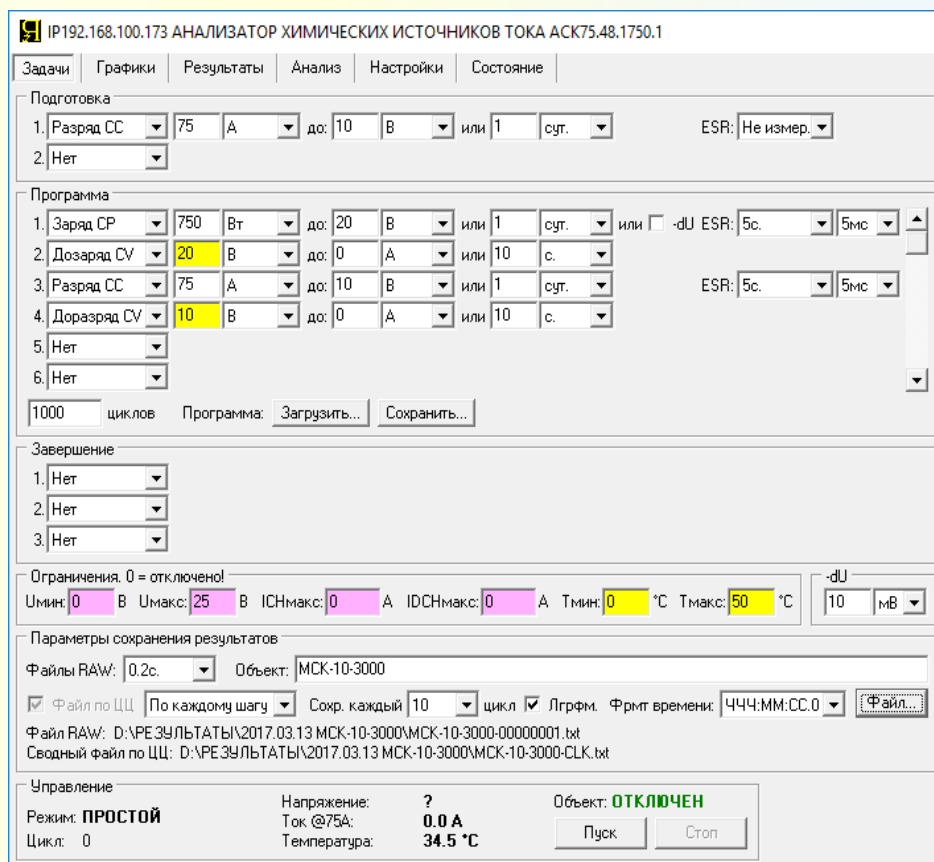 IP192.168.100.173 АНАЛИЗАТОР ХИМИЧЕСКИХ ИСТОЧНИКОВ ТОКА АСК75.48.1750.1
Задачи Графики Результаты Анализ Настройки Состояние
Подготовка
1. Разряд СС 75 А до: 10 В или 1 сут. ESR: Не измер.
2. Нет
Программа
1. Заряд СР 750 Вт до: 20 В или 1 сут. или -dU ESR: 5с. 5мс
2. Дозаряд CV 20 В до: 0 А или 10 с.
3. Разряд СС 75 А до: 10 В или 1 сут. ESR: 5с. 5мс
4. Доразряд CV 10 В до: 0 А или 10 с.
5. Нет
6. Нет
1000 циклов Программа: Загрузить... Сохранить...
Завершение
1. Нет
2. Нет
3. Нет
Ограничения. 0 = отключено! -dU
Uмин: 0 В Uмакс: 25 В ICHмакс: 0 А IDCHмакс: 0 А Tмин: 0 °C Tмакс: 50 °C 10 мВ
Параметры сохранения результатов
Файлы RAW: 0.2с. Объект: МСК-10-3000
Файл по ЦЦ По каждому шагу Сохр. каждый 10 цикл Лгрфм. Фрмт времени: ЧЧЧ:ММ:СС.0 Файл...
Файл RAW: D:\РЕЗУЛЬТАТЫ\2017.03.13 МСК-10-3000\МСК-10-3000-00000001.txt
Сводный файл по ЦЦ: D:\РЕЗУЛЬТАТЫ\2017.03.13 МСК-10-3000\МСК-10-3000-CLK.txt
Управление
Режим: ПРОСТОЙ Напряжение: ? Объект: ОТКЛЮЧЕН
Ток @75А: 0.0 А
Цикл: 0 Температура: 34.5 °C Пуск Стоп